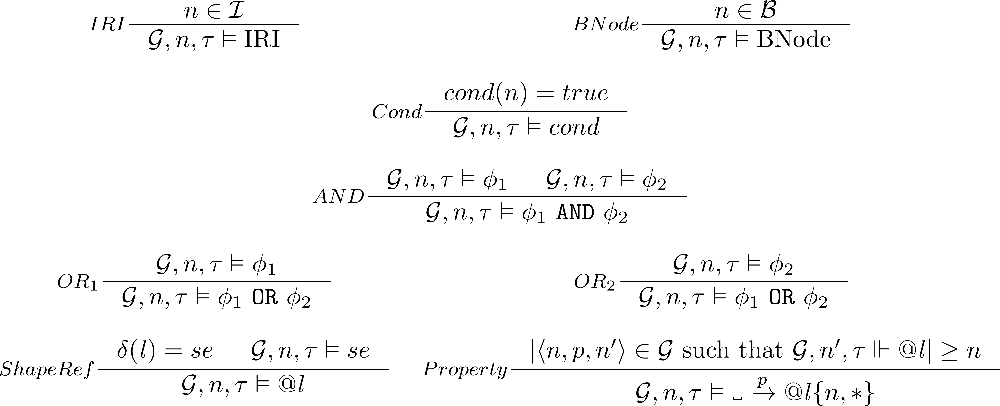 IRI n ∈ ℐ
𝒢, n, τ ⊨ IRI
BNode n ∈ ℬ
𝒢, n, τ ⊨ BNode
Cond cond(n) = true
𝒢, n, τ ⊨ cond
AND 𝒢, n, τ ⊨ ϕ₁ 𝒢, n, τ ⊨ ϕ₂
𝒢, n, τ ⊨ ϕ₁ AND ϕ₂
OR₁ 𝒢, n, τ ⊨ ϕ₁
𝒢, n, τ ⊨ ϕ₁ OR ϕ₂
OR₂ 𝒢, n, τ ⊨ ϕ₂
𝒢, n, τ ⊨ ϕ₁ OR ϕ₂
ShapeRef δ(l) = se 𝒢, n, τ ⊨ se
𝒢, n, τ ⊨ @l
Property |⟨n, p, n′⟩ ∈ 𝒢 such that 𝒢, n′, τ ⊩ @l| ≥ n
𝒢, n, τ ⊨ ␣ →ᵖ @l{n, ∗}